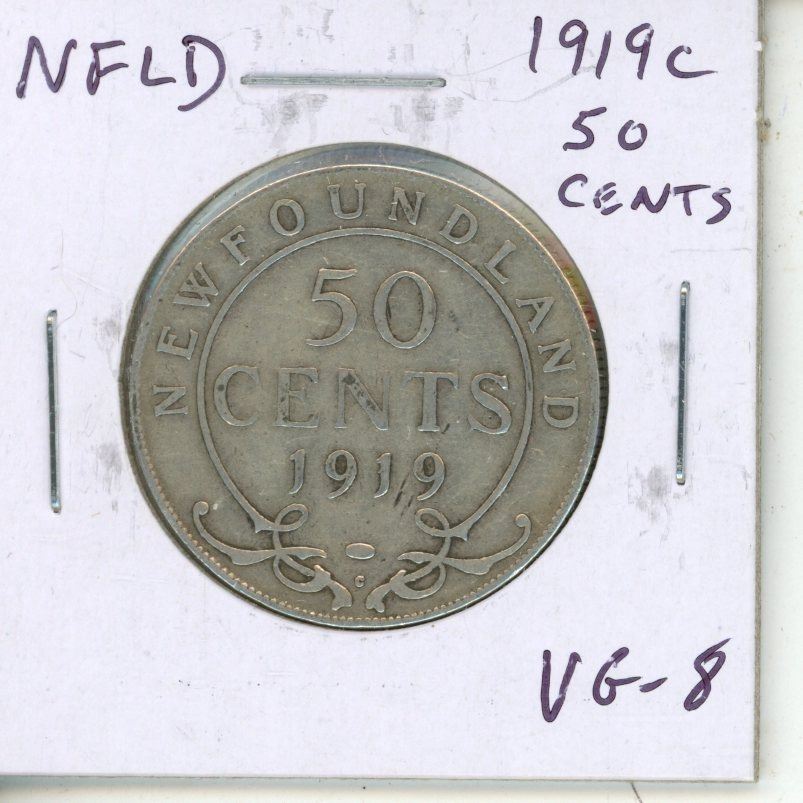 NFLD
1919c
50
CENTS
NEWFOUNDLAND
50
CENTS
1919
C
VG-8